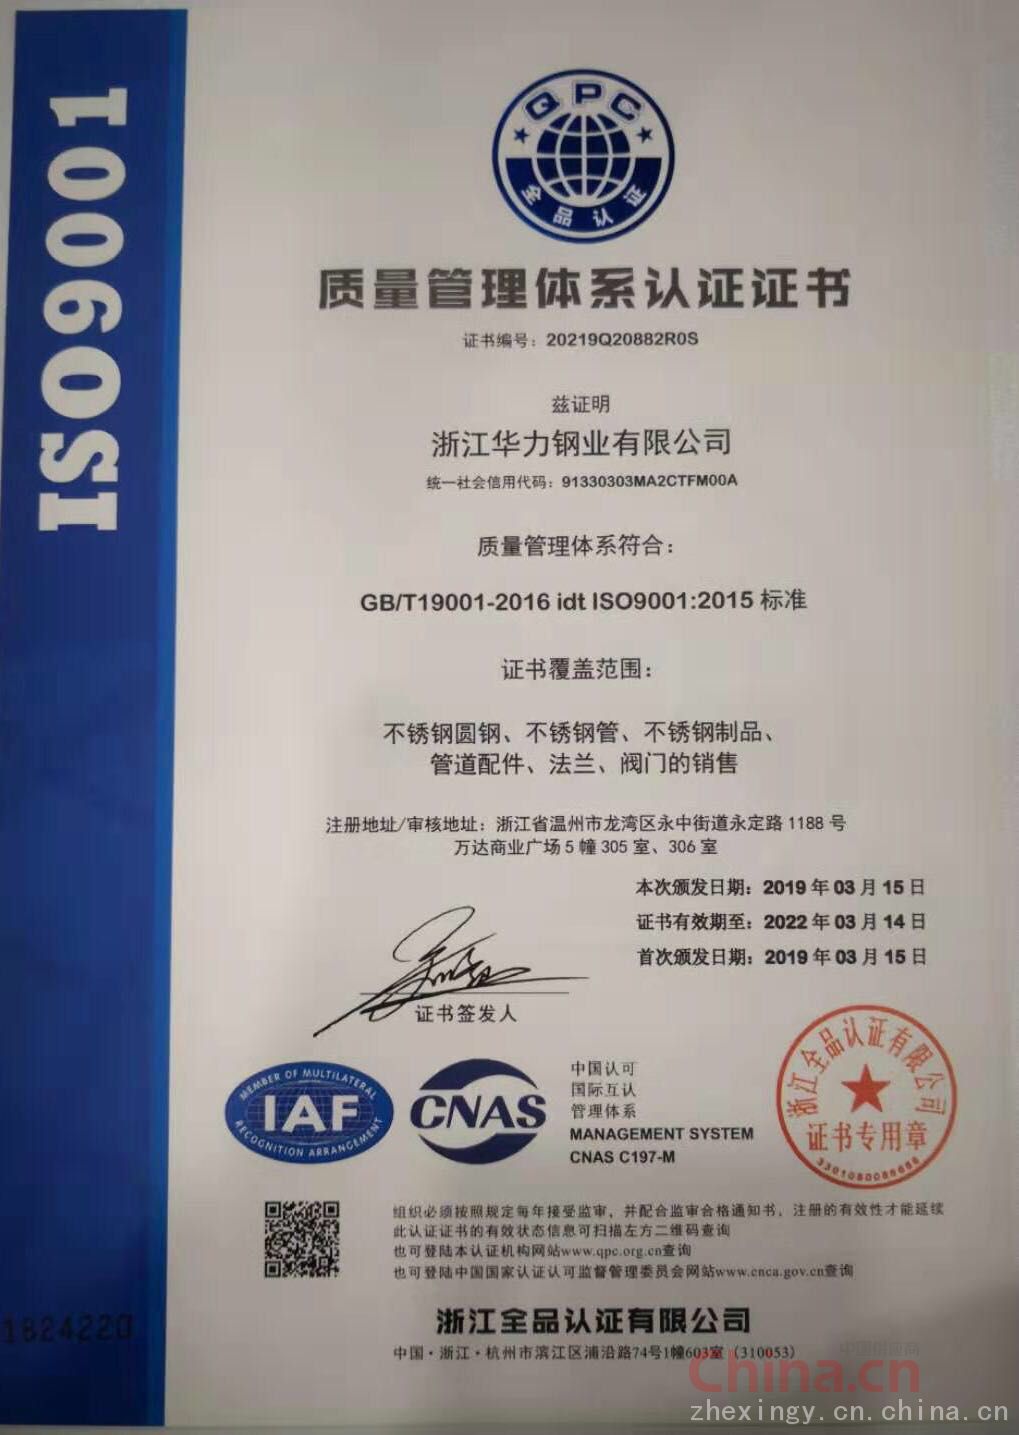 ISO9001
QPC
全品认证
质量管理体系认证证书
证书编号：20219Q20882R0S
兹证明
浙江华力钢业有限公司
统一社会信用代码：91330303MA2CTFM00A
质量管理体系符合：
GB/T19001-2016 idt ISO9001:2015 标准
证书覆盖范围：
不锈钢圆钢、不锈钢管、不锈钢制品、
管道配件、法兰、阀门的销售
注册地址/审核地址：浙江省温州市龙湾区永中街道永定路 1188 号
万达商业广场 5 幢 305 室、306 室
本次颁发日期：2019 年 03 月 15 日
证书有效期至：2022 年 03 月 14 日
首次颁发日期：2019 年 03 月 15 日
证书签发人
MEMBER OF MULTILATERAL
IAF
RECOGNITION ARRANGEMENT
CNAS
中国认可
国际互认
管理体系
MANAGEMENT SYSTEM
CNAS C197-M
浙江全品认证有限公司
证书专用章
组织必须按照规定每年接受监审，并配合监审合格通知书，注册的有效性才能延续
此认证证书的有效状态信息可扫描左方二维码查询
也可登陆本认证机构网站www.qpc.org.cn查询
也可登陆中国国家认证认可监督管理委员会网站www.cnca.gov.cn查询
浙江全品认证有限公司
1824220
中国·浙江·杭州市滨江区浦沿路74号1幢603室（310053）
中国供应商
China.cn
zhexingy.cn.china.cn